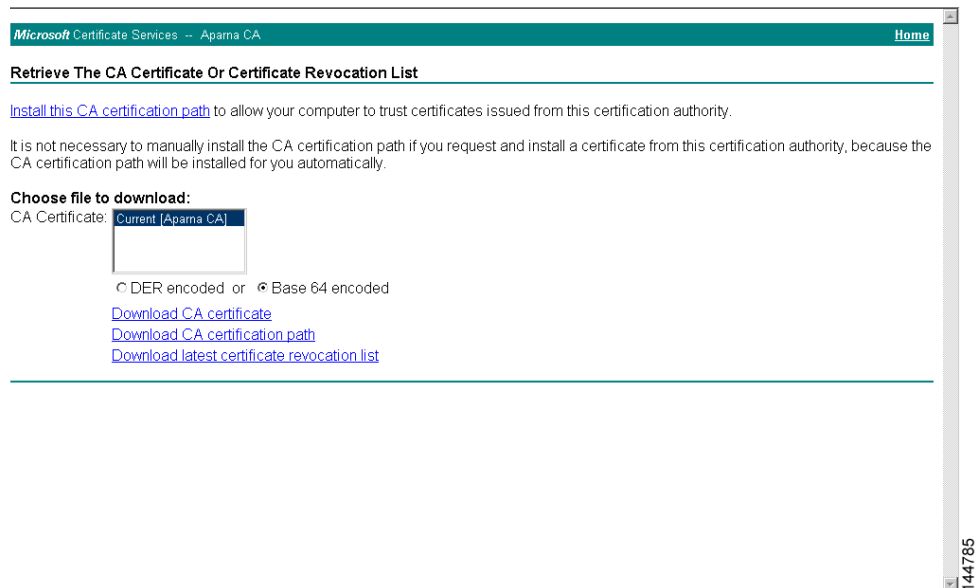 Microsoft Certificate Services -- Aparna CA Home
Retrieve The CA Certificate Or Certificate Revocation List
Install this CA certification path to allow your computer to trust certificates issued from this certification authority.
It is not necessary to manually install the CA certification path if you request and install a certificate from this certification authority, because the
CA certification path will be installed for you automatically.
Choose file to download:
CA Certificate: Current [Aparna CA]
DER encoded or Base 64 encoded
Download CA certificate
Download CA certification path
Download latest certificate revocation list
144785